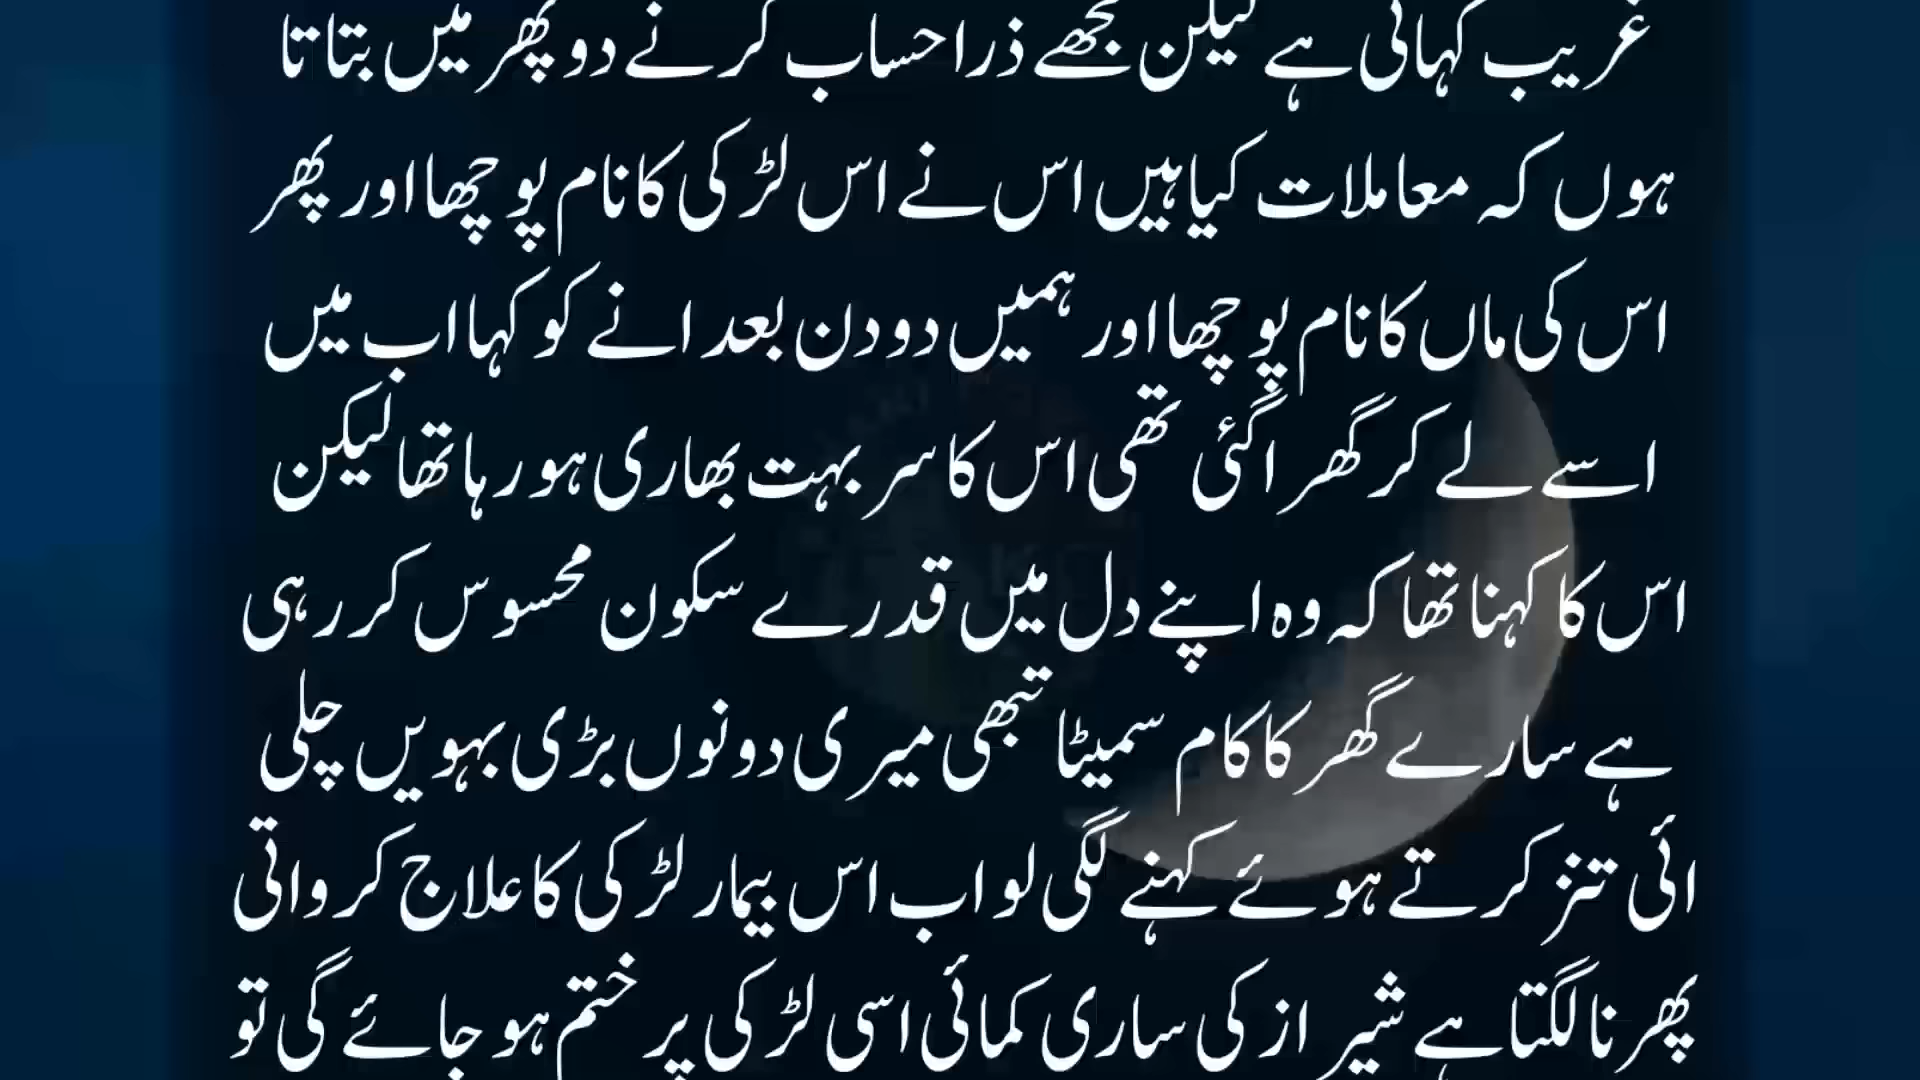 غریب کہانی ہے لیکن مجھے ذرا حساب کرنے دو پھر میں بتاتا
ہوں کہ معاملات کیا ہیں اس نے اس لڑکی کا نام پوچھا اور پھر
اس کی ماں کا نام پوچھا اور ہمیں دو دن بعد انے کو کہا اب میں
اسے لے کر گھر اگئی تھی اس کا سر بہت بھاری ہو رہا تھا لیکن
اس کا کہنا تھا کہ وہ اپنے دل میں قدرے سکون محسوس کر رہی
ہے سارے گھر کا کام سمیٹا تبھی میری دونوں بڑی بہویں چلی
ائی تنز کرتے ہوئے کہنے لگی لو اب اس بیمار لڑکی کا علاج کرواتی
پھرنا لگتا ہے شیراز کی ساری کمائی اسی لڑکی پر ختم ہو جائے گی تو